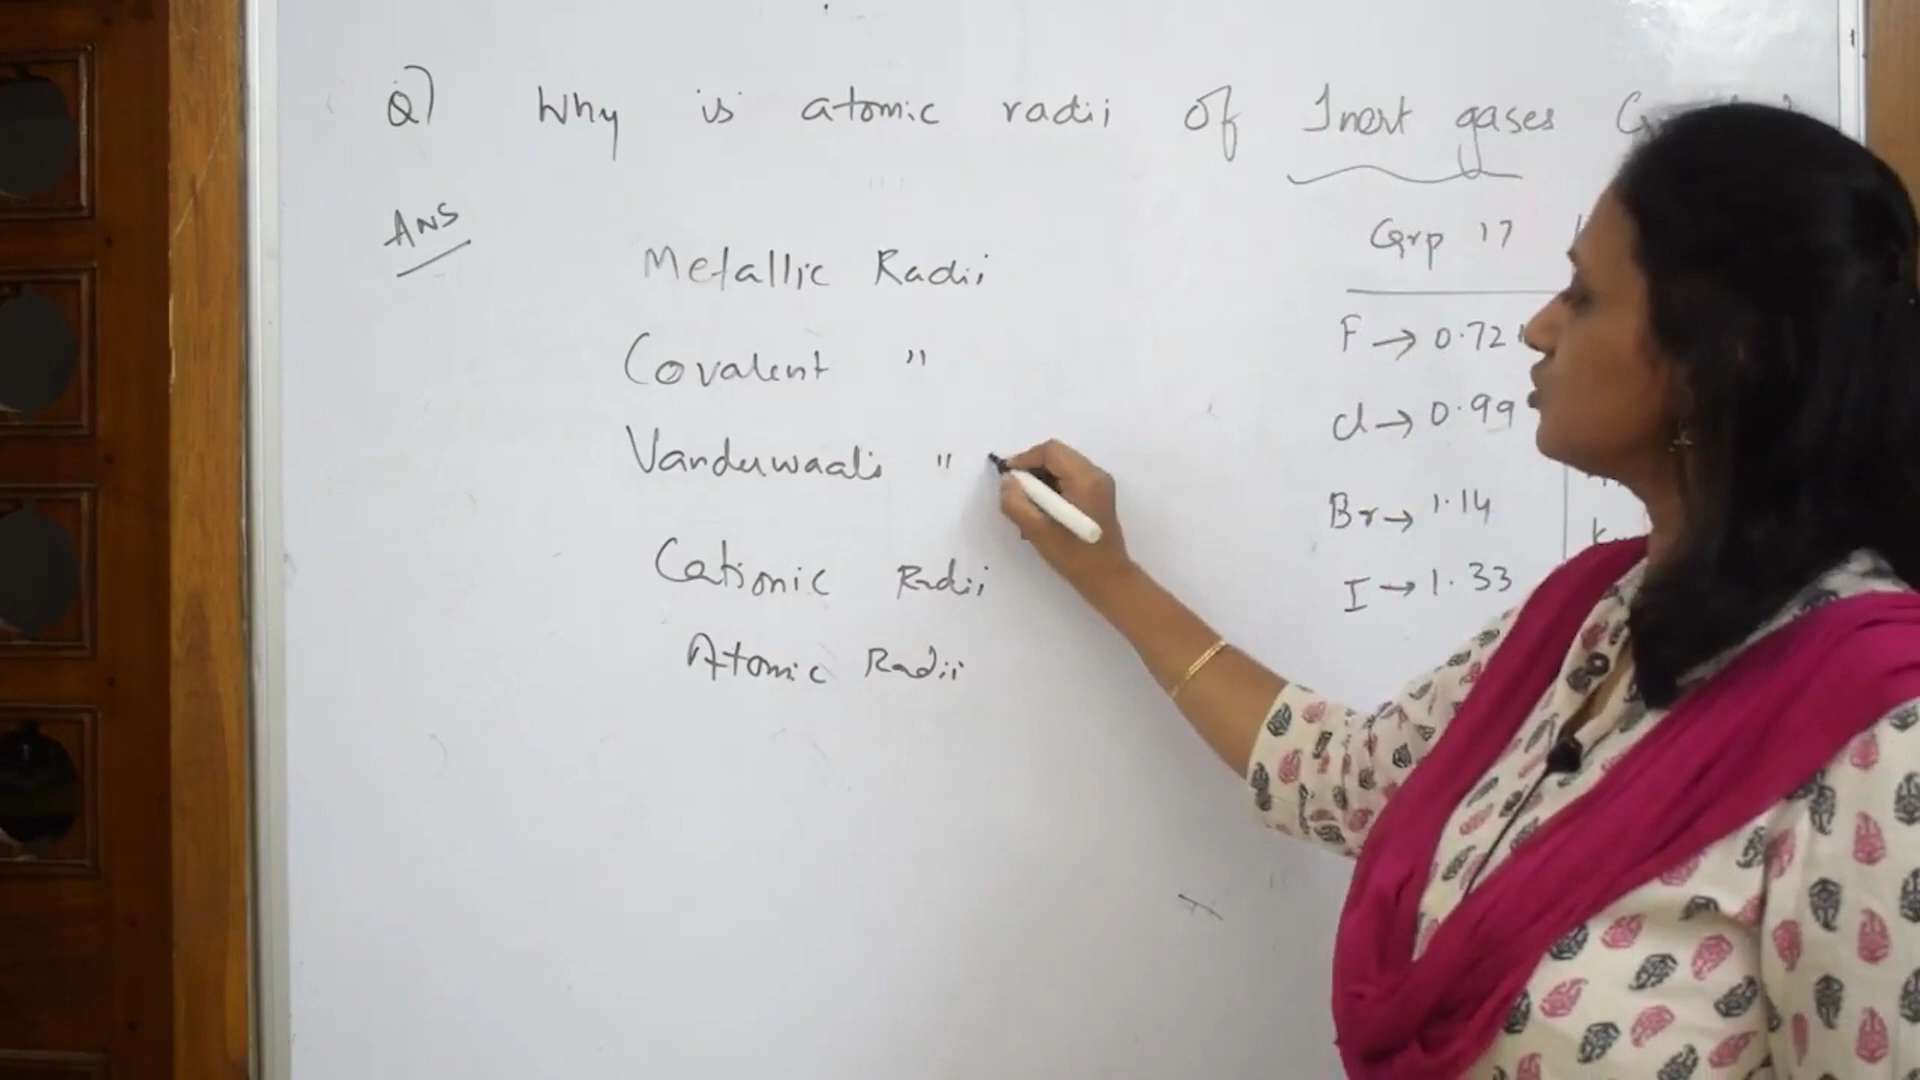 Q) Why is atomic radii of Inert gases
Ans
Metallic Radii
Covalent "
Vanderwaals "
Cationic Radii
Atomic Radii
Grp 17
F → 0.72
Cl → 0.99
Br → 1.14
I → 1.33